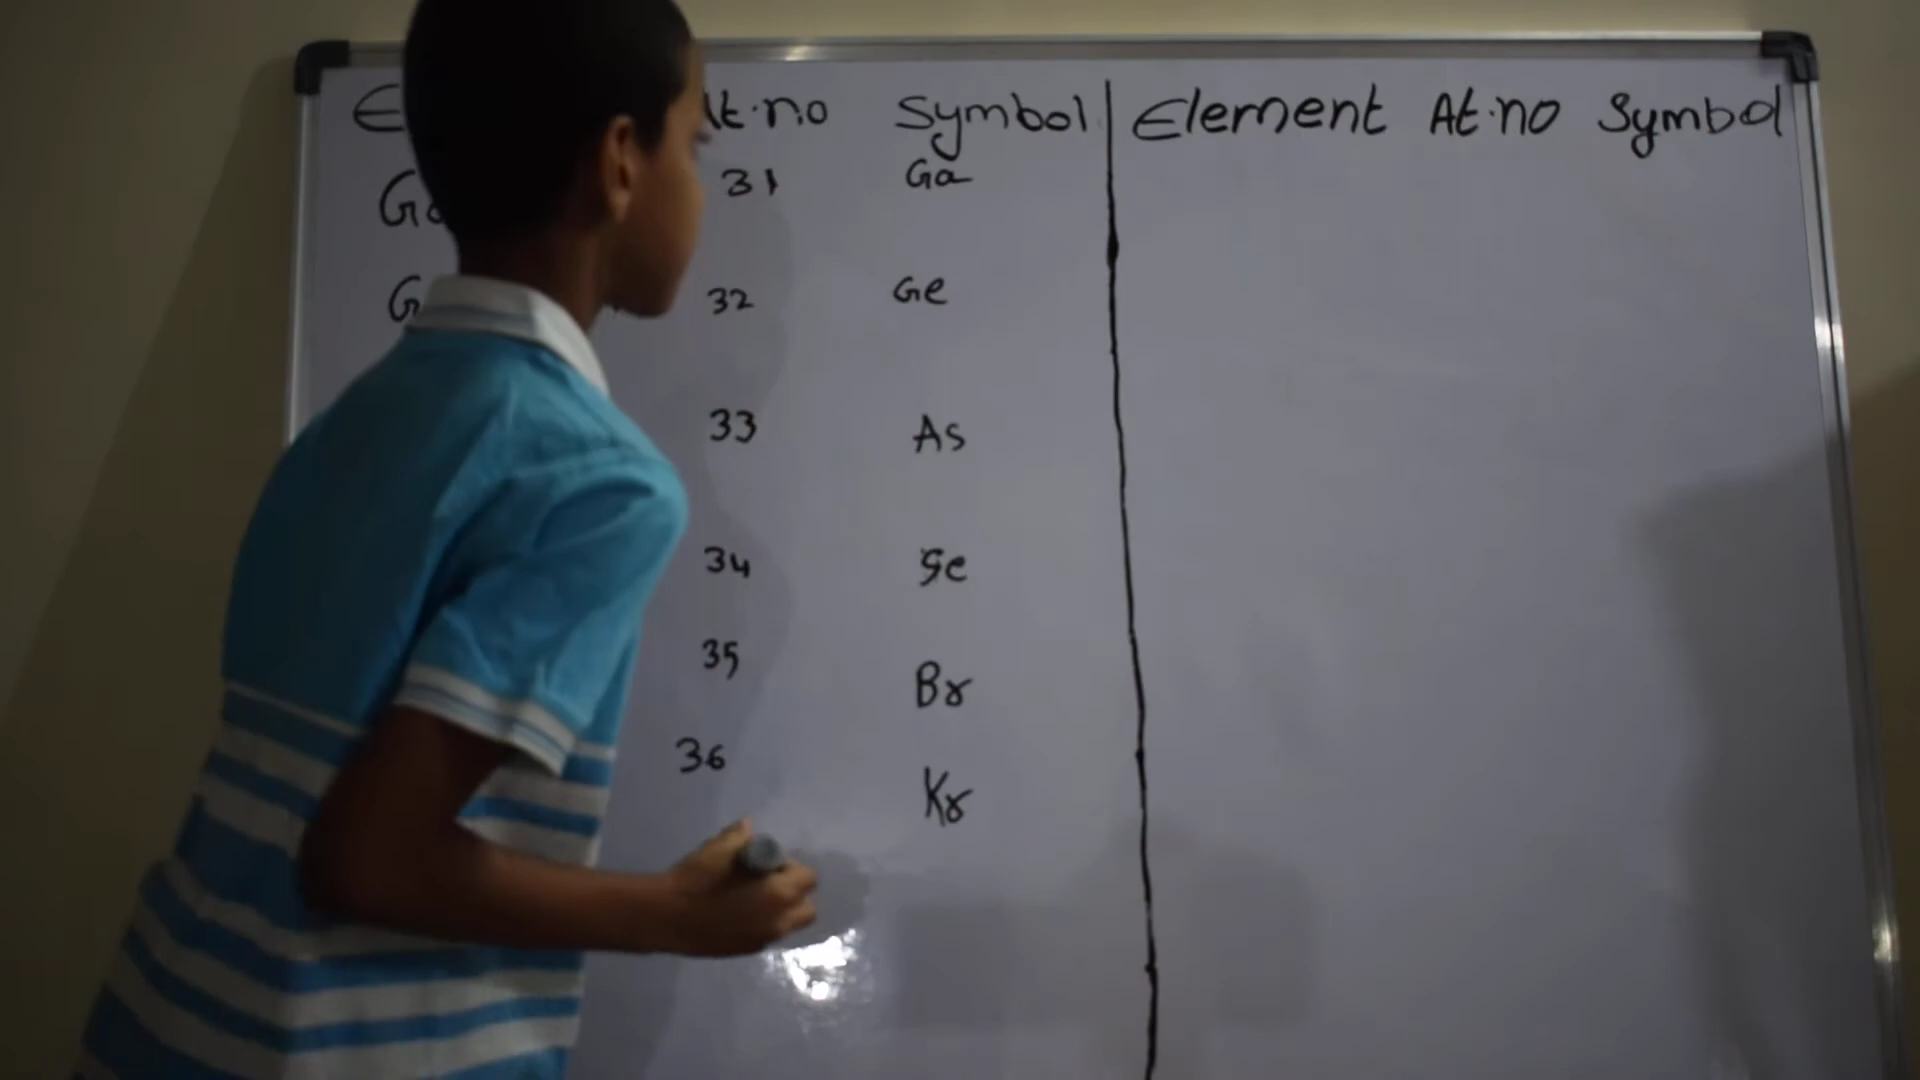 At.no Symbol Element At.no Symbol
31 Ga
32 Ge
33 As
34 Se
35 Br
36 Kr